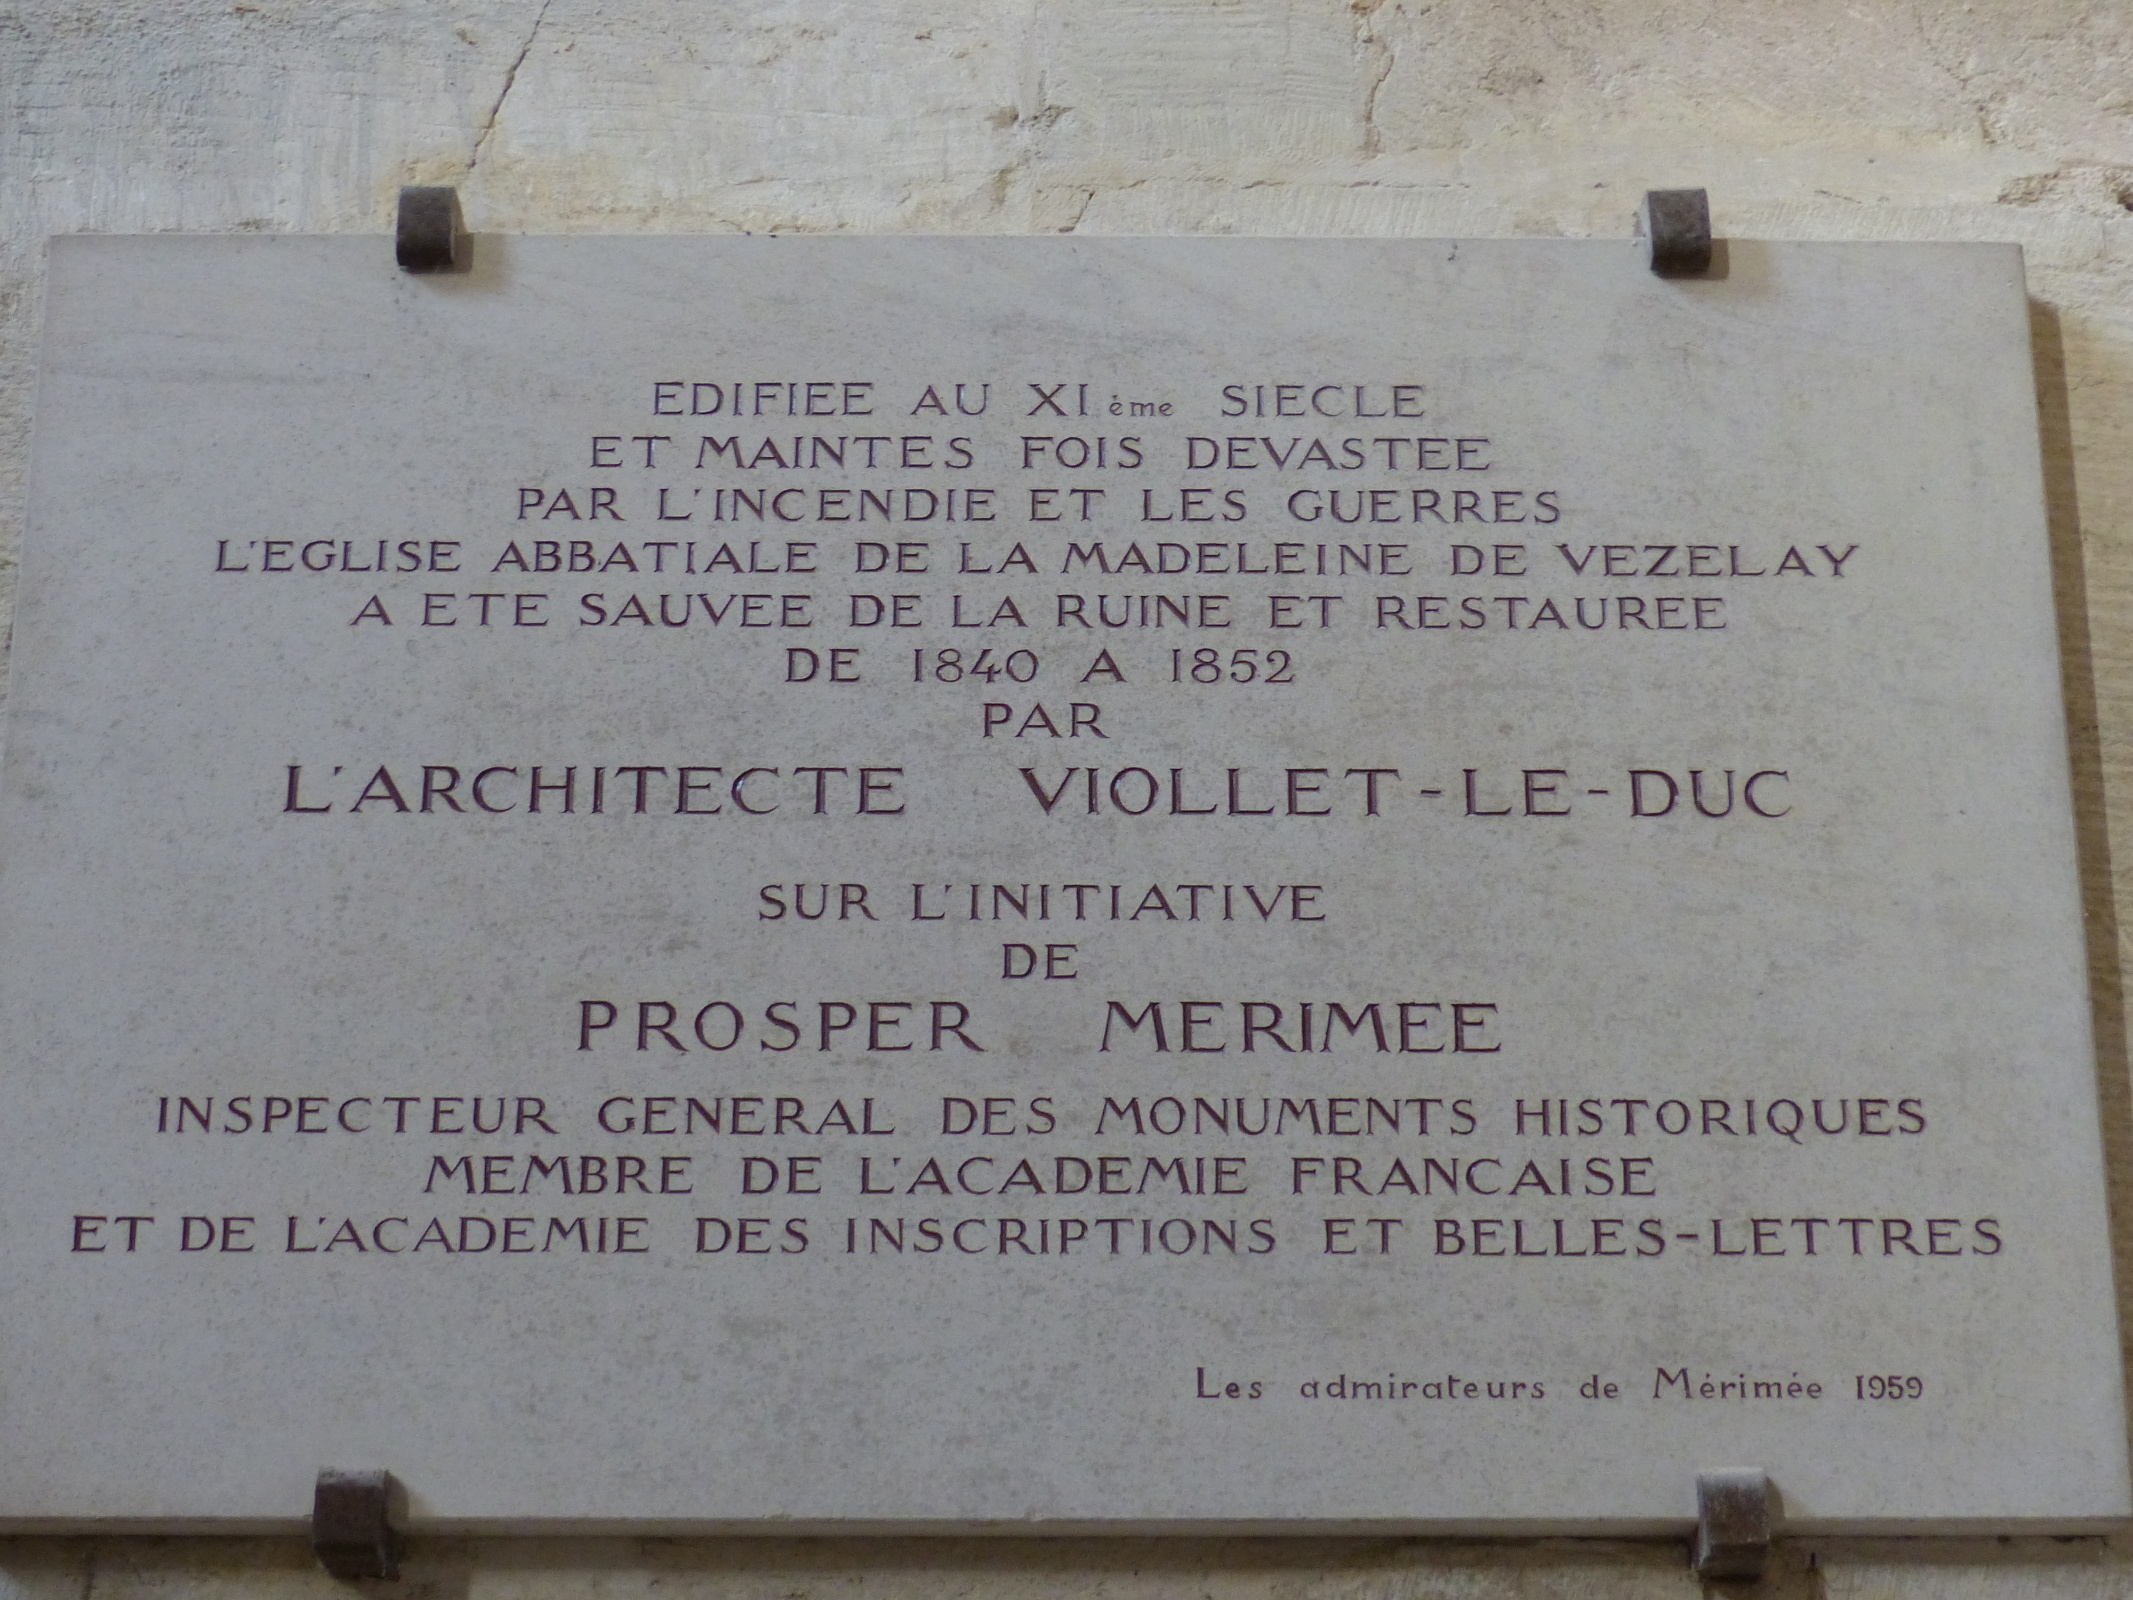 EDIFIEE AU XI ème SIECLE
ET MAINTES FOIS DEVASTEE
PAR L'INCENDIE ET LES GUERRES
L'EGLISE ABBATIALE DE LA MADELEINE DE VEZELAY
A ETE SAUVEE DE LA RUINE ET RESTAUREE
DE 1840 A 1852
PAR
L'ARCHITECTE VIOLLET-LE-DUC
SUR L'INITIATIVE
DE
PROSPER MERIMEE
INSPECTEUR GENERAL DES MONUMENTS HISTORIQUES
MEMBRE DE L'ACADEMIE FRANCAISE
ET DE L'ACADEMIE DES INSCRIPTIONS ET BELLES-LETTRES
Les admirateurs de Mérimée 1959